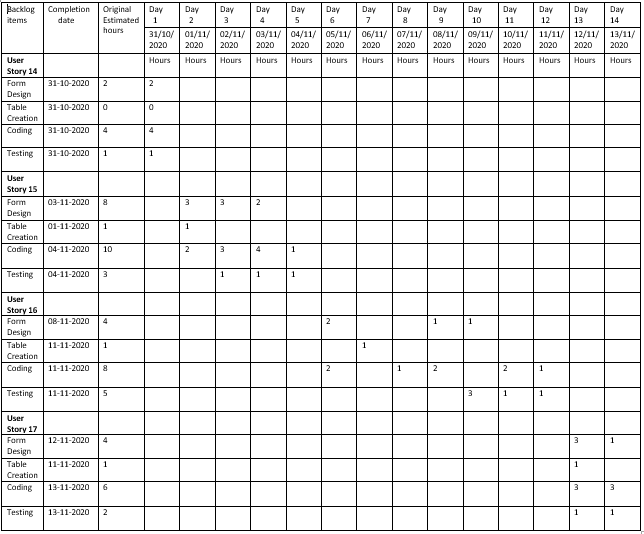 Backlog items Completion date Original Estimated hours Day 1 Day 2 Day 3 Day 4 Day 5 Day 6 Day 7 Day 8 Day 9 Day 10 Day 11 Day 12 Day 13 Day 14
31/10/2020 01/11/2020 02/11/2020 03/11/2020 04/11/2020 05/11/2020 06/11/2020 07/11/2020 08/11/2020 09/11/2020 10/11/2020 11/11/2020 12/11/2020 13/11/2020
User Story 14 Hours Hours Hours Hours Hours Hours Hours Hours Hours Hours Hours Hours Hours Hours
Form Design 31-10-2020 2 2
Table Creation 31-10-2020 0 0
Coding 31-10-2020 4 4
Testing 31-10-2020 1 1
User Story 15
Form Design 03-11-2020 8 3 3 2
Table Creation 01-11-2020 1 1
Coding 04-11-2020 10 2 3 4 1
Testing 04-11-2020 3 1 1 1
User Story 16
Form Design 08-11-2020 4 2 1 1
Table Creation 11-11-2020 1 1
Coding 11-11-2020 8 2 1 2 2 1
Testing 11-11-2020 5 3 1 1
User Story 17
Form Design 12-11-2020 4 3 1
Table Creation 11-11-2020 1 1
Coding 13-11-2020 6 3 3
Testing 13-11-2020 2 1 1